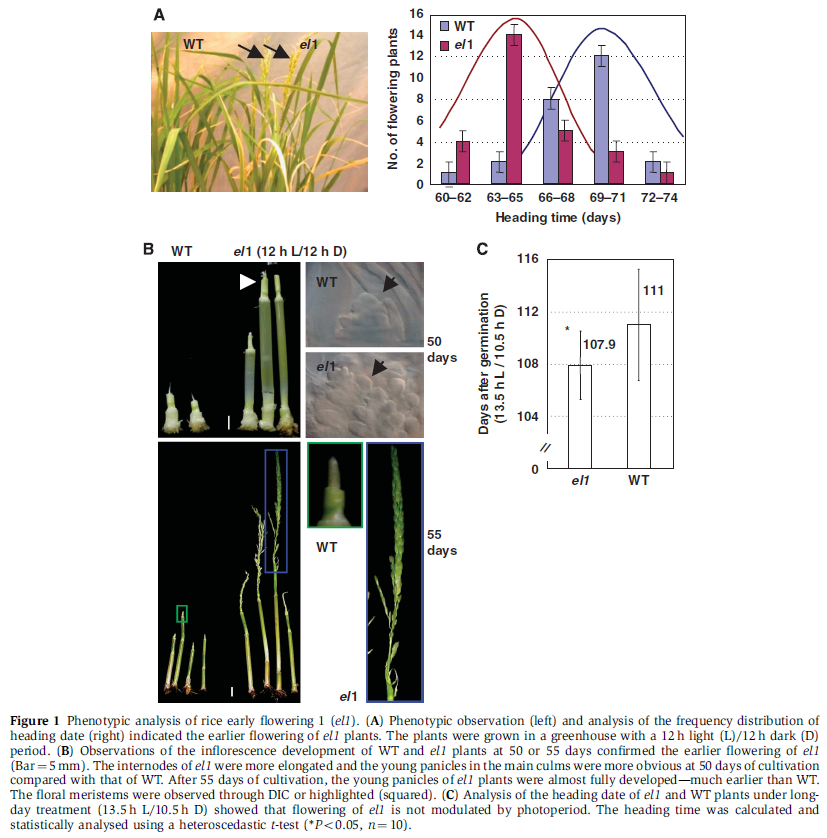 A
WT
el1
No. of flowering plants
16
14
12
10
8
6
4
2
0
WT
el1
60–62 63–65 66–68 69–71 72–74
Heading time (days)
B
WT el1 (12 h L/12 h D)
WT
el1
50
days
WT
55
days
el1
C
Days after germination
(13.5 h L / 10.5 h D)
116
112
108
104
0
*
107.9
111
el1 WT
Figure 1 Phenotypic analysis of rice early flowering 1 (el1). (A) Phenotypic observation (left) and analysis of the frequency distribution of
heading date (right) indicated the earlier flowering of el1 plants. The plants were grown in a greenhouse with a 12 h light (L)/12 h dark (D)
period. (B) Observations of the inflorescence development of WT and el1 plants at 50 or 55 days confirmed the earlier flowering of el1
(Bar = 5 mm). The internodes of el1 were more elongated and the young panicles in the main culms were more obvious at 50 days of cultivation
compared with that of WT. After 55 days of cultivation, the young panicles of el1 plants were almost fully developed—much earlier than WT.
The floral meristems were observed through DIC or highlighted (squared). (C) Analysis of the heading date of el1 and WT plants under long-
day treatment (13.5 h L/10.5 h D) showed that flowering of el1 is not modulated by photoperiod. The heading time was calculated and
statistically analysed using a heteroscedastic t-test (*P<0.05, n = 10).